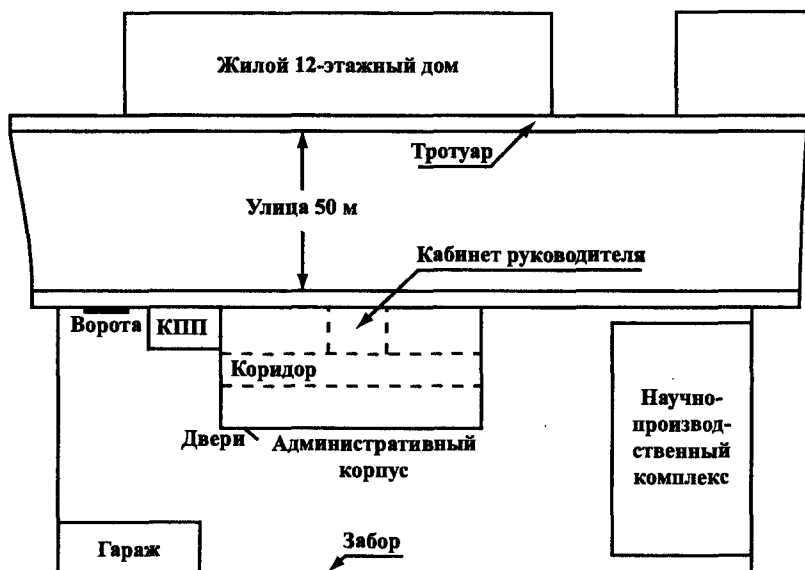 Жилой 12-этажный дом
Тротуар
Улица 50 м
Кабинет руководителя
Ворота
КПП
Коридор
Научно-
производ-
ственный
комплекс
Двери
Административный
корпус
Гараж
Забор